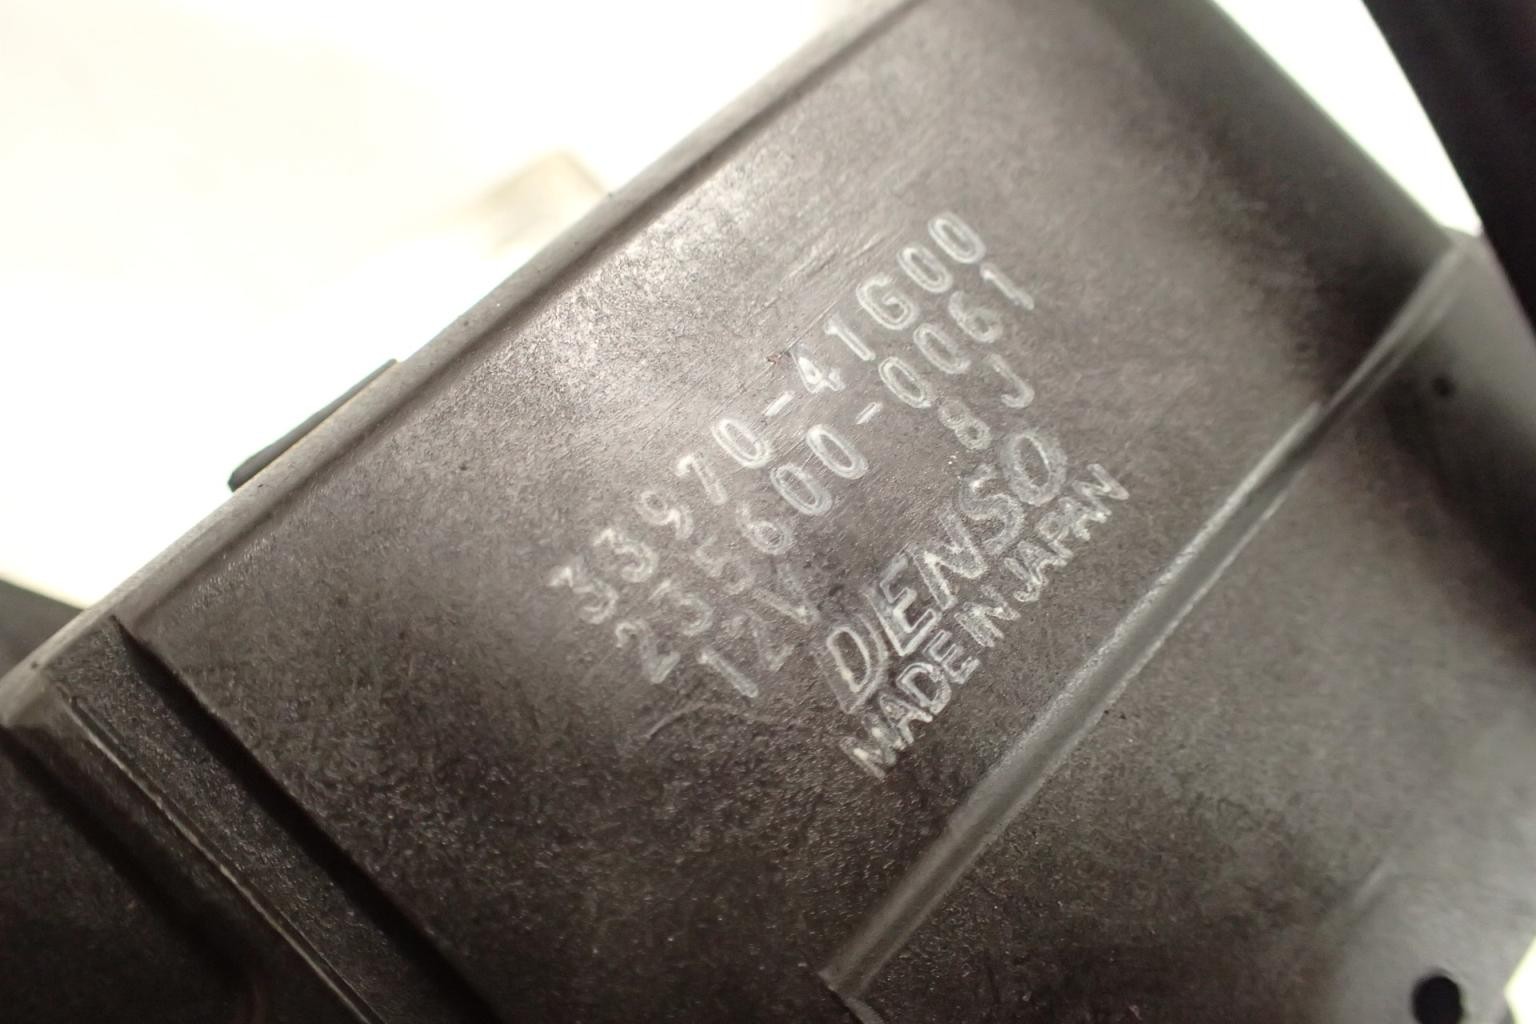 33970-41G00
235600-0061
12V 8J
DENSO
MADE IN JAPAN